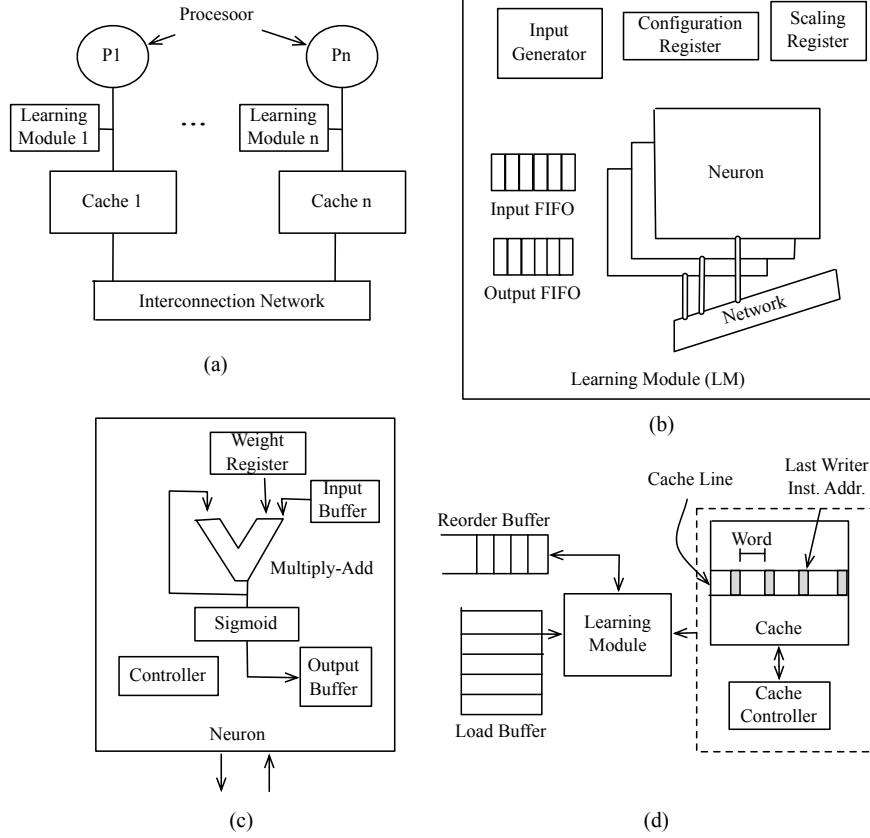 Procesoor
P1
Pn
Learning
Module 1
...
Learning
Module n
Cache 1
Cache n
Interconnection Network
(a)
Input
Generator
Configuration
Register
Scaling
Register
Neuron
Input FIFO
Output FIFO
Network
Learning Module (LM)
(b)
Weight
Register
Input
Buffer
Multiply-Add
Sigmoid
Controller
Output
Buffer
Neuron
(c)
Last Writer
Inst. Addr.
Cache Line
Reorder Buffer
Word
Learning
Module
Cache
Cache
Controller
Load Buffer
(d)